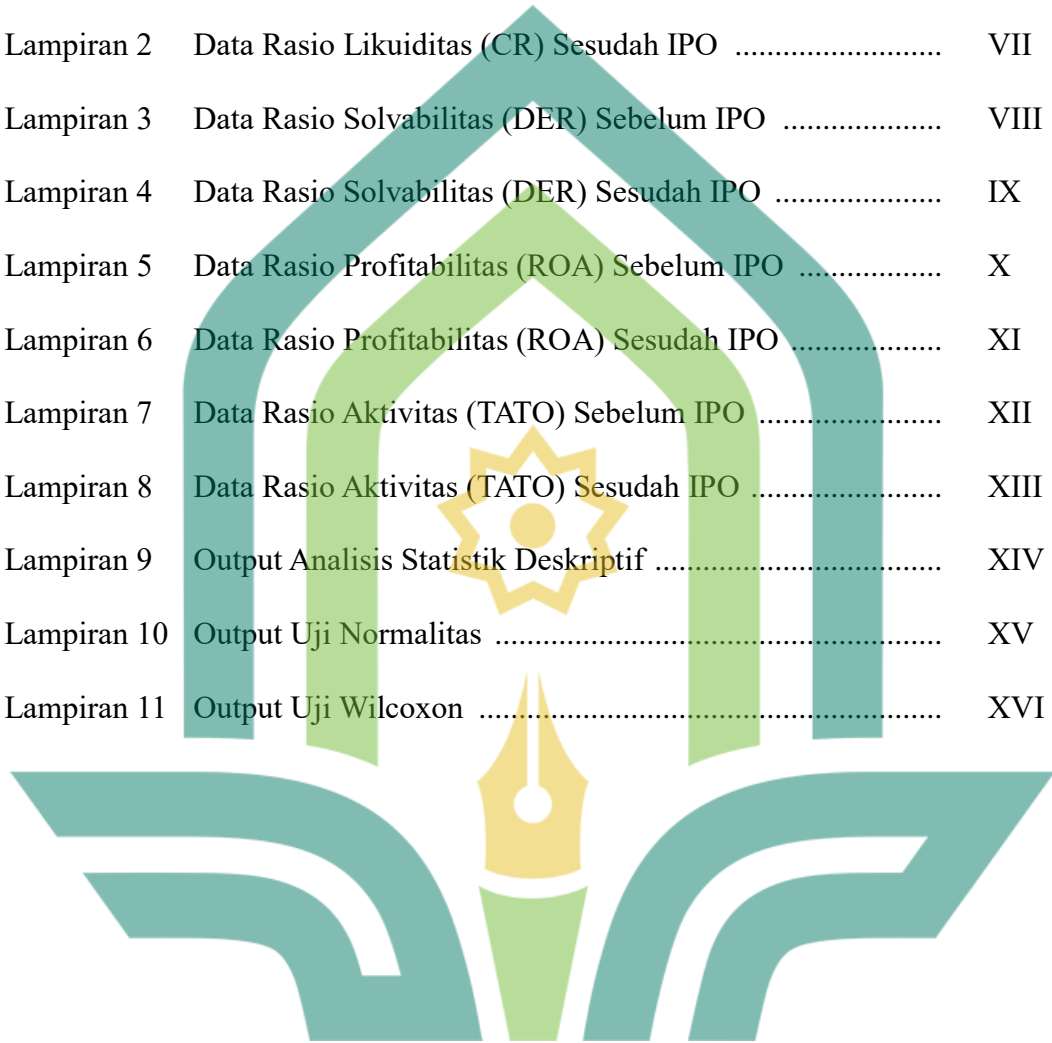 Lampiran 2 Data Rasio Likuiditas (CR) Sesudah IPO ......................... VII
Lampiran 3 Data Rasio Solvabilitas (DER) Sebelum IPO ................... VIII
Lampiran 4 Data Rasio Solvabilitas (DER) Sesudah IPO .................... IX
Lampiran 5 Data Rasio Profitabilitas (ROA) Sebelum IPO ................. X
Lampiran 6 Data Rasio Profitabilitas (ROA) Sesudah IPO .................. XI
Lampiran 7 Data Rasio Aktivitas (TATO) Sebelum IPO ...................... XII
Lampiran 8 Data Rasio Aktivitas (TATO) Sesudah IPO ....................... XIII
Lampiran 9 Output Analisis Statistik Deskriptif ................................... XIV
Lampiran 10 Output Uji Normalitas ...................................................... XV
Lampiran 11 Output Uji Wilcoxon ........................................................ XVI